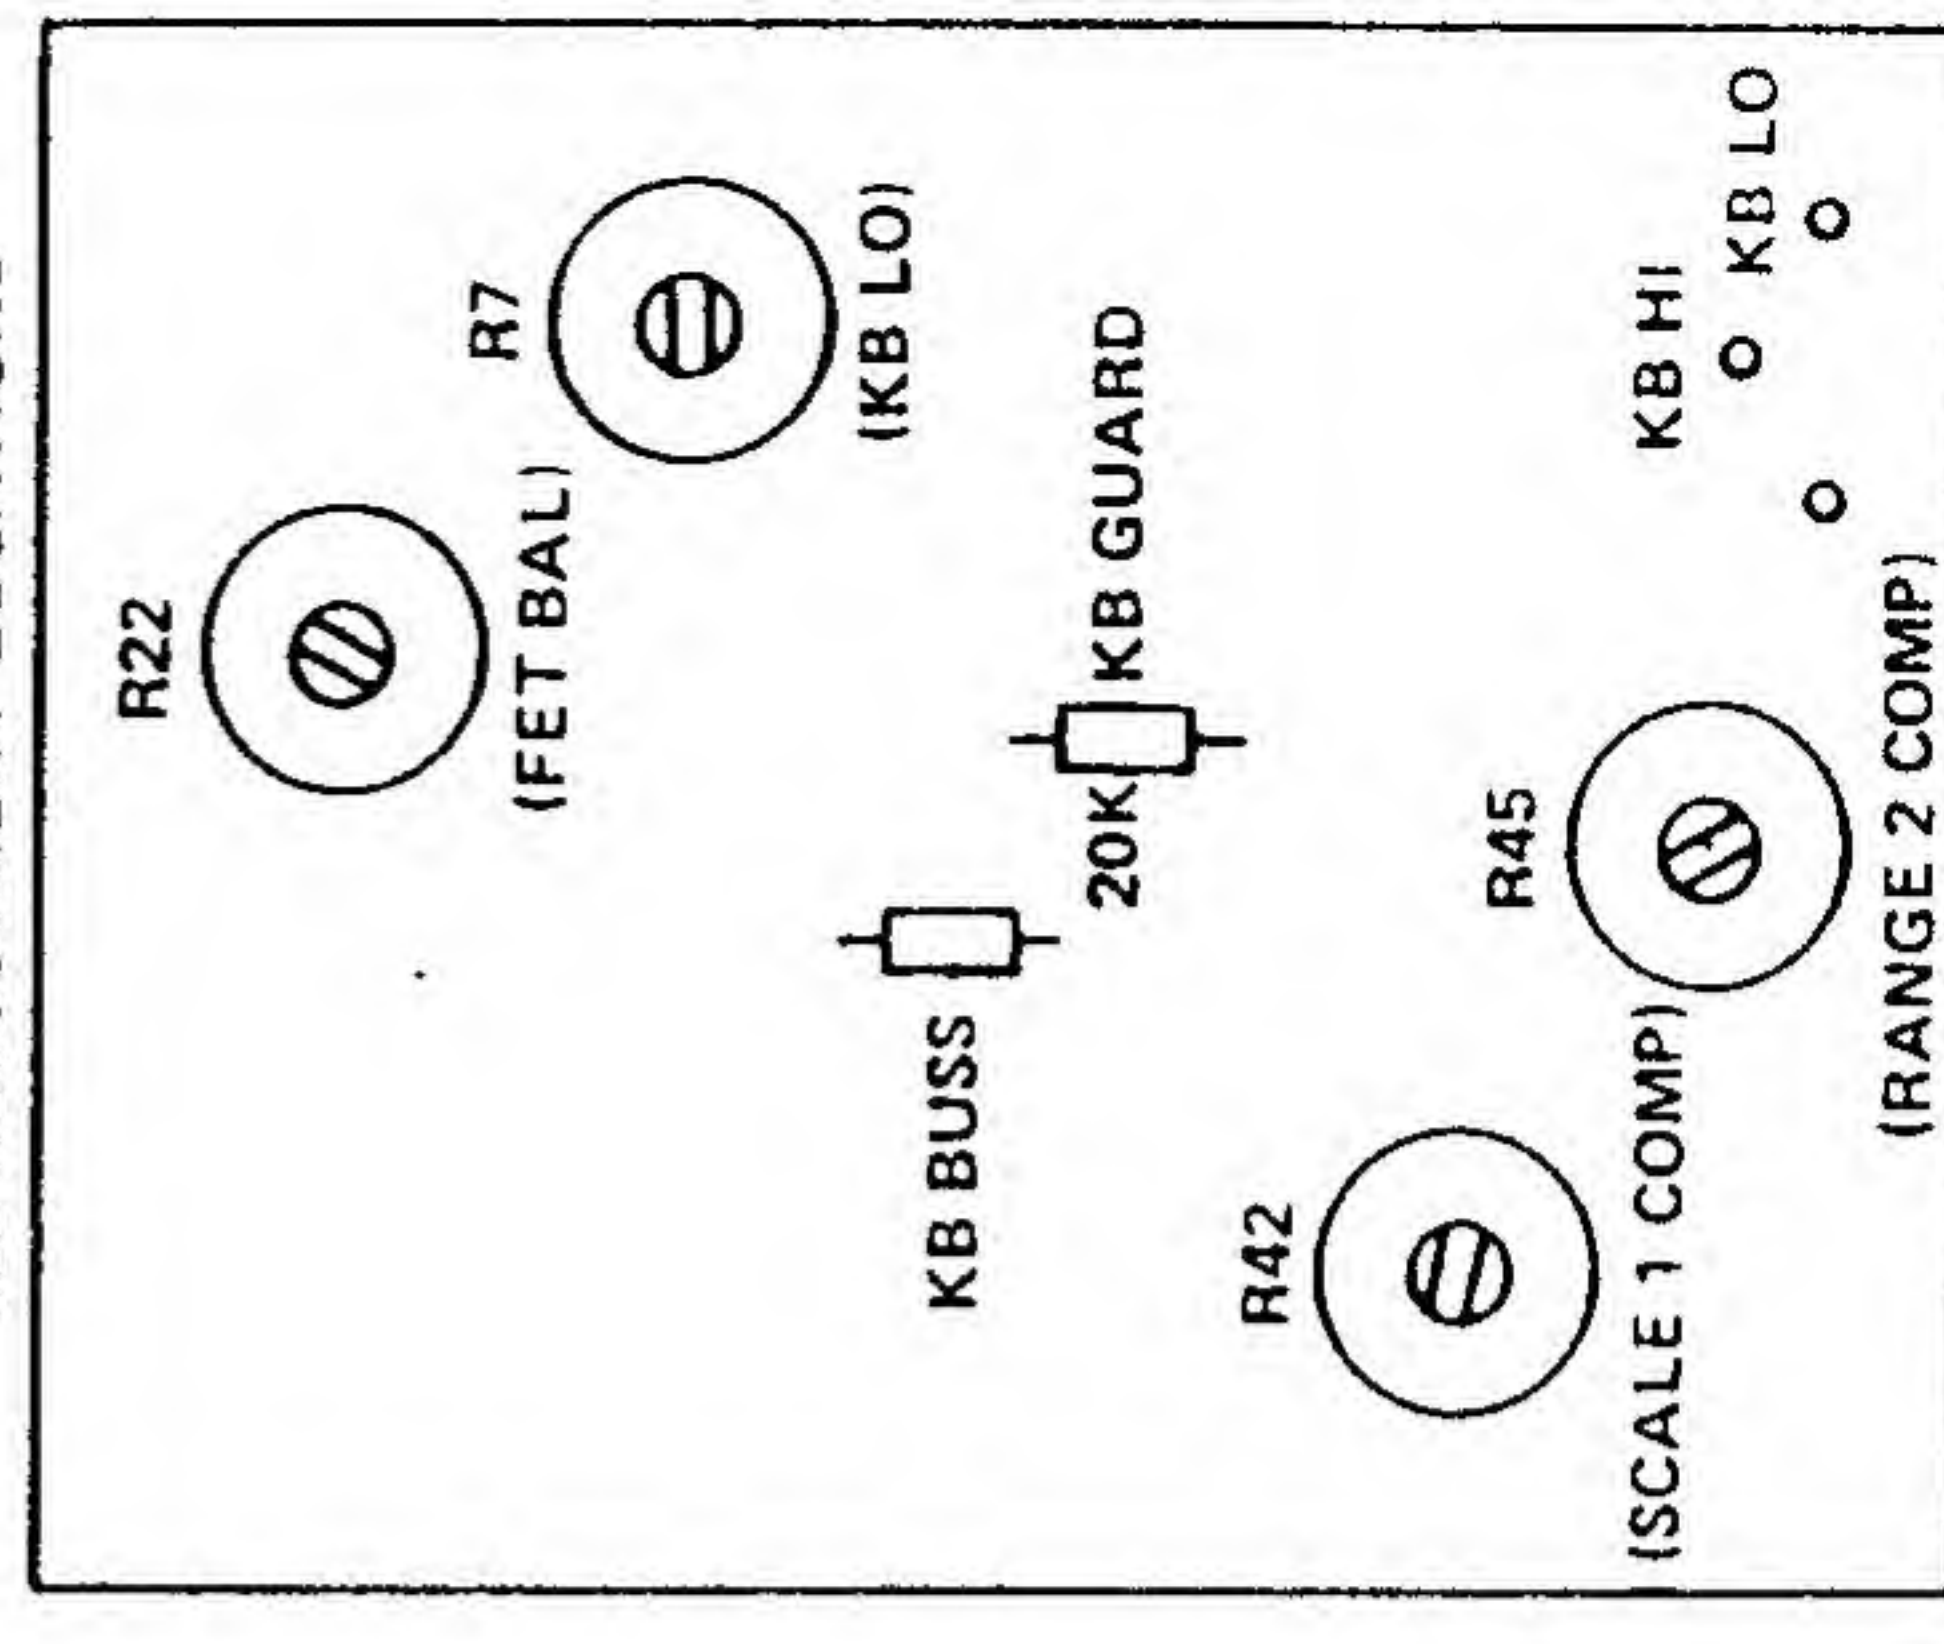 R22
(FET BAL)
R7
(KB LO)
KB BUSS
20K
KB GUARD
R42
(SCALE 1 COMP)
R45
(RANGE 2 COMP)
KB HI
KB LO